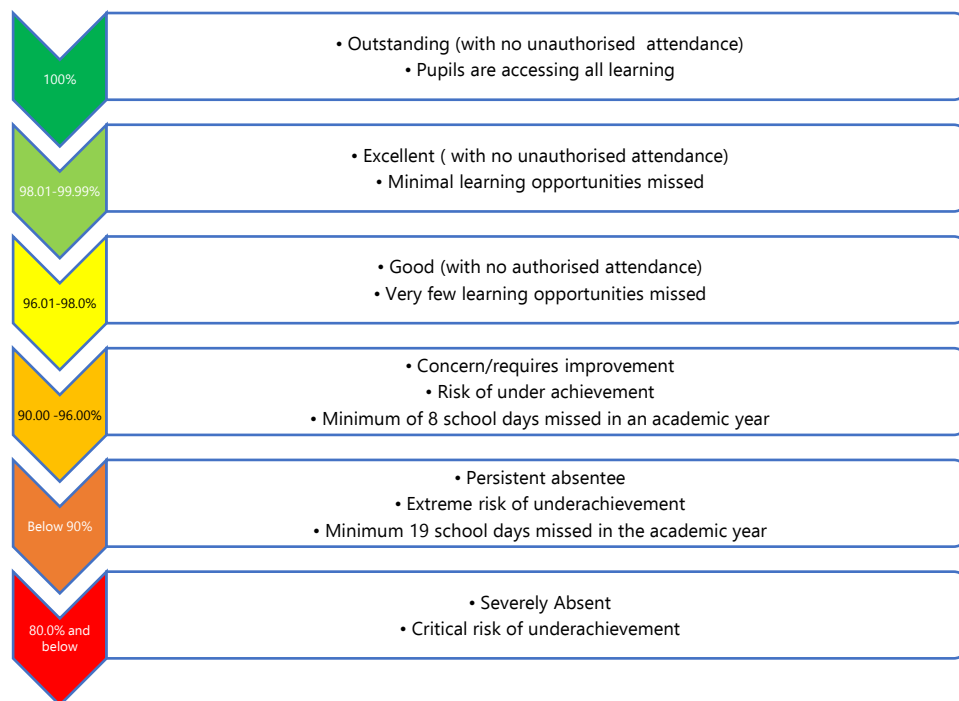 100%
• Outstanding (with no unauthorised  attendance)
• Pupils are accessing all learning
98.01-99.99%
• Excellent ( with no unauthorised attendance)
• Minimal learning opportunities missed
96.01-98.0%
• Good (with no authorised attendance)
• Very few learning opportunities missed
90.00 -96.00%
• Concern/requires improvement
• Risk of under achievement
• Minimum of 8 school days missed in an academic year
Below 90%
• Persistent absentee
• Extreme risk of underachievement
• Minimum 19 school days missed in the academic year
80.0% and
below
• Severely Absent
• Critical risk of underachievement